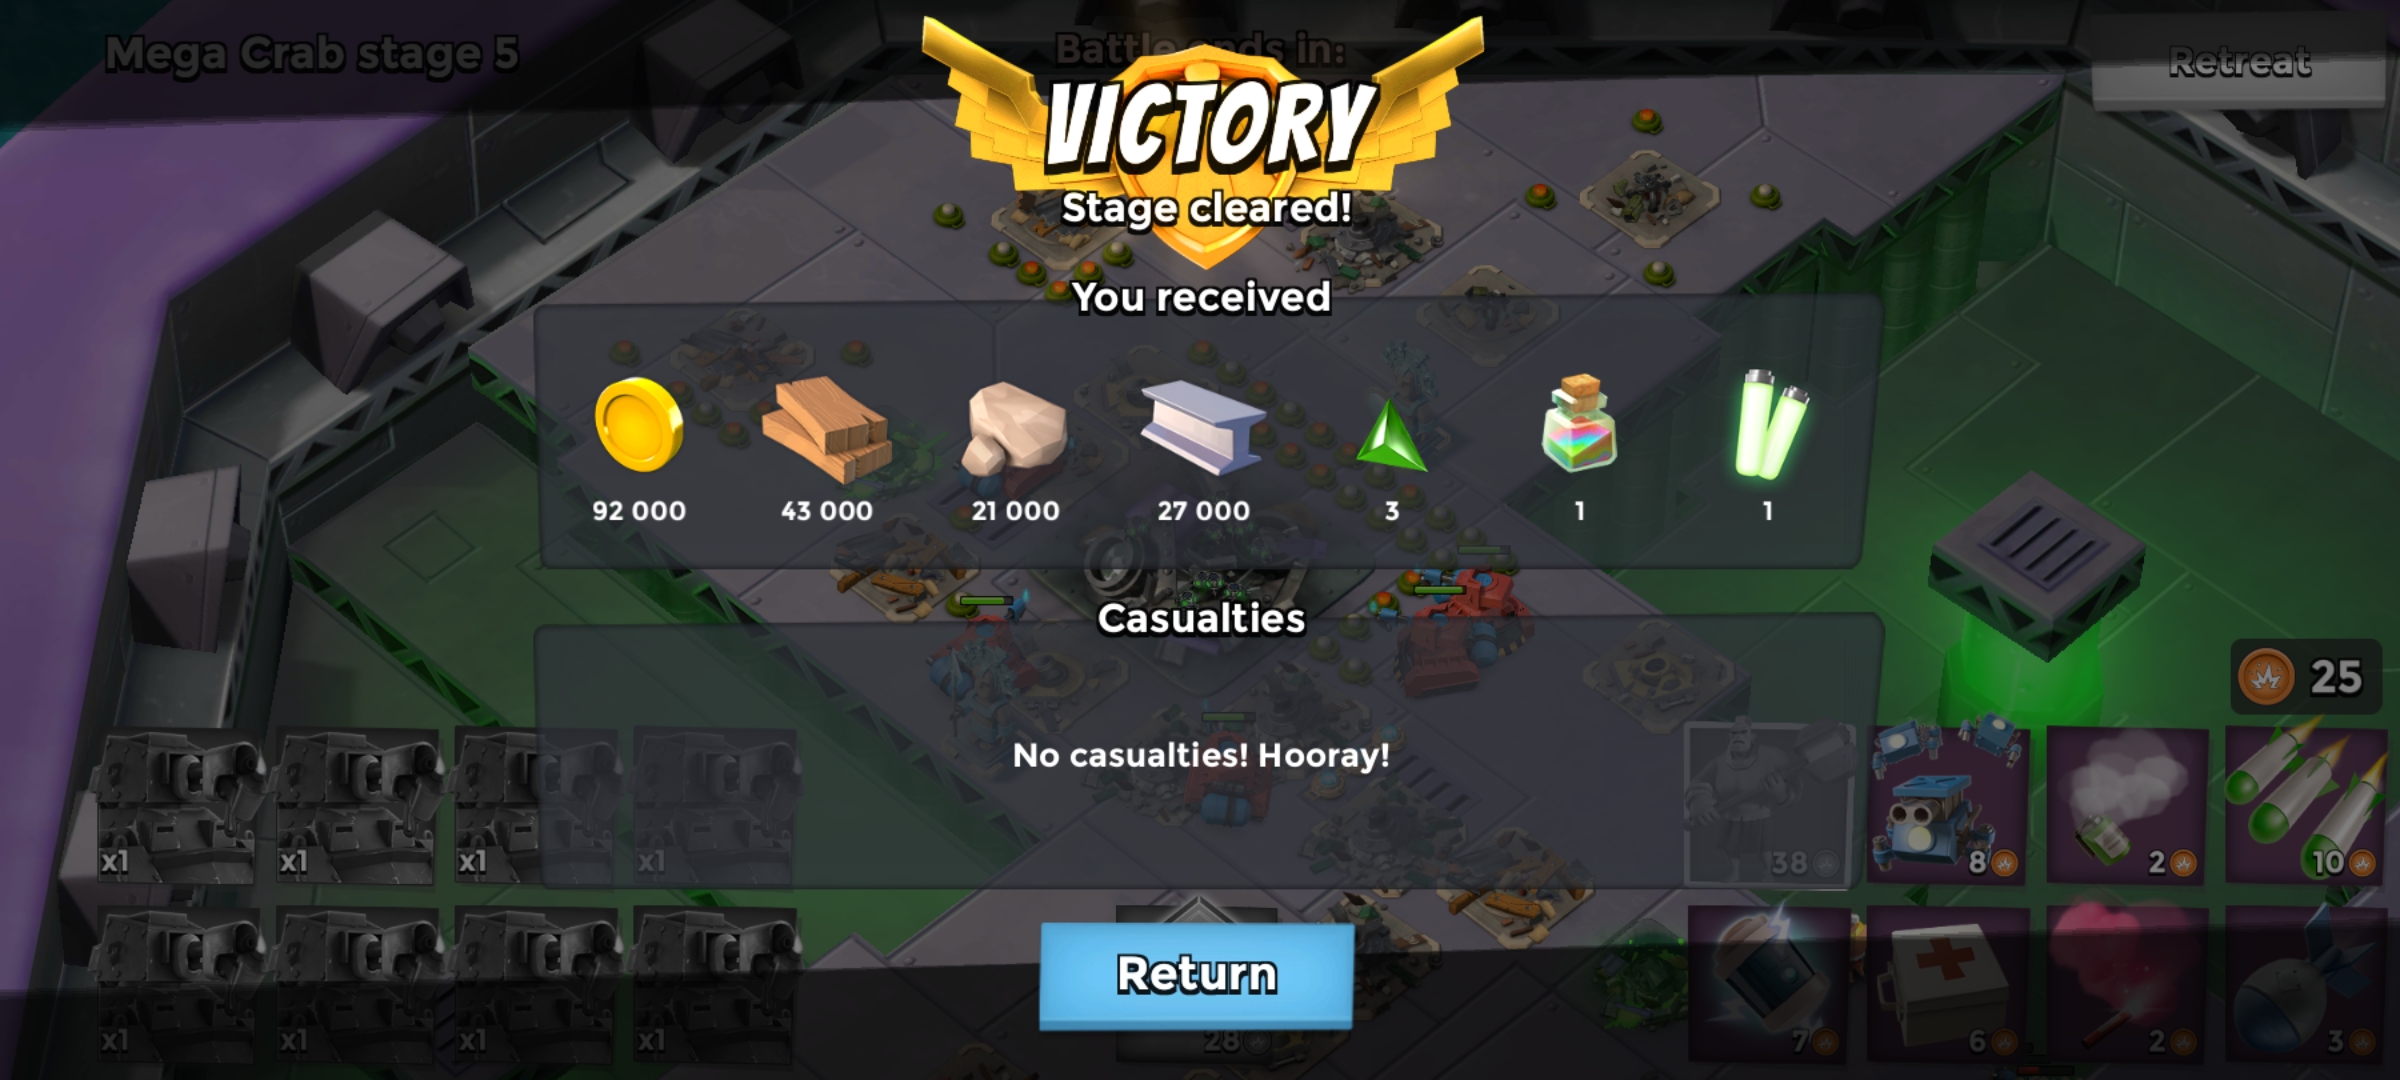 Mega Crab stage 5
Battle ends in:
Retreat
VICTORY
Stage cleared!
You received
92 000
43 000
21 000
27 000
3
1
1
Casualties
No casualties! Hooray!
25
x1
x1
x1
x1
38
8
2
10
x1
x1
x1
x1
Return
28
7
6
2
3